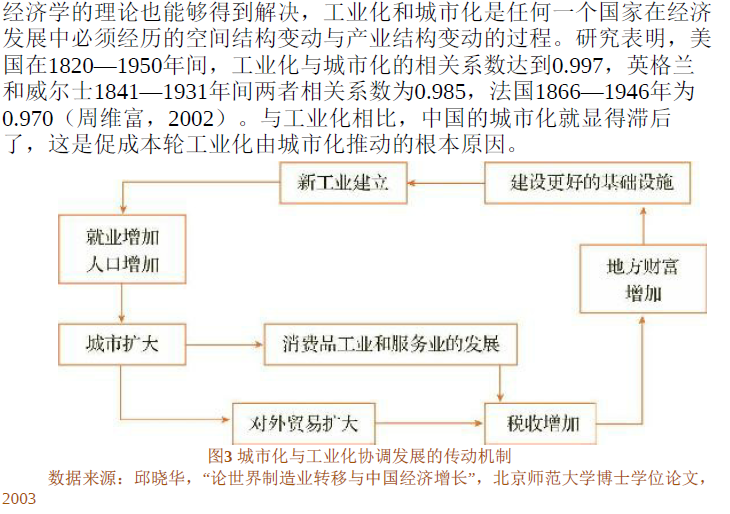 经济学的理论也能够得到解决，工业化和城市化是任何一个国家在经济
发展中必须经历的空间结构变动与产业结构变动的过程。研究表明，美
国在1820—1950年间，工业化与城市化的相关系数达到0.997，英格兰
和威尔士1841—1931年间两者相关系数为0.985，法国1866—1946年为
0.970（周维富，2002）。与工业化相比，中国的城市化就显得滞后
了，这是促成本轮工业化由城市化推动的根本原因。
新工业建立
建设更好的基础设施
就业增加
人口增加
地方财富
增加
城市扩大
消费品工业和服务业的发展
对外贸易扩大
税收增加
图3 城市化与工业化协调发展的传动机制
数据来源：邱晓华，“论世界制造业转移与中国经济增长”，北京师范大学博士学位论文，
2003